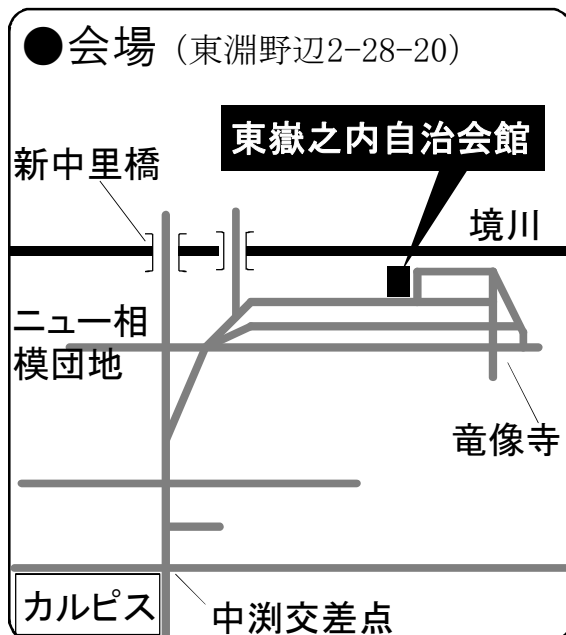 ●会場（東淵野辺2-28-20）
東嶽之内自治会館
新中里橋
境川
ニュー相
模団地
竜像寺
カルピス
中渕交差点